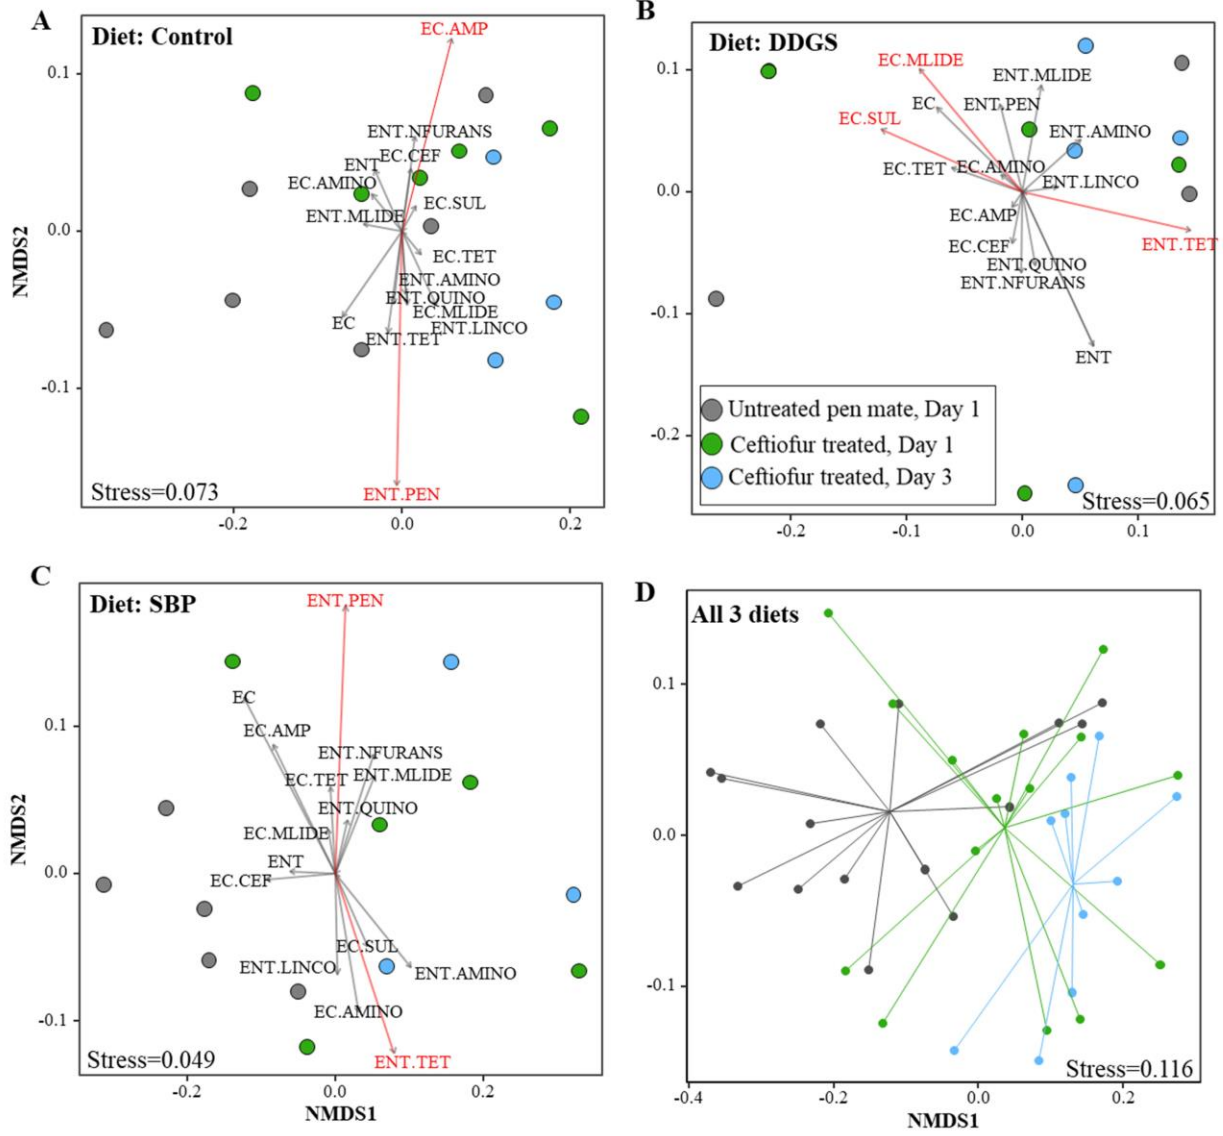 A
Diet: Control
EC.AMP
0.1
ENT.NFURANS
EC.CEF
ENT
EC.AMINO
EC.SUL
ENT.MLIDE
0.0
EC.TET
ENT.AMINO
ENT.QUINO
EC.MLIDE
EC
ENT.LINCO
ENT.TET
-0.1
ENT.PEN
Stress=0.073
NMDS2
-0.2 0.0 0.2
B
Diet: DDGS
EC.MLIDE
0.1
ENT.MLIDE
EC
ENT.PEN
EC.SUL
ENT.AMINO
EC.TET
EC.AMINO
ENT.LINCO
0.0
EC.AMP
EC.CEF
ENT.TET
ENT.QUINO
ENT.NFURANS
-0.1
ENT
Untreated pen mate, Day 1
-0.2
Ceftiofur treated, Day 1
Ceftiofur treated, Day 3
Stress=0.065
-0.2 -0.1 0.0 0.1
C
Diet: SBP
ENT.PEN
EC
0.1
EC.AMP
ENT.NFURANS
EC.TET
ENT.MLIDE
ENT.QUINO
EC.MLIDE
ENT
0.0
EC.CEF
EC.SUL
ENT.LINCO
ENT.AMINO
EC.AMINO
-0.1
ENT.TET
Stress=0.049
NMDS2
-0.2 0.0 0.2
NMDS1
D
All 3 diets
0.1
0.0
-0.1
Stress=0.116
-0.4 -0.2 0.0 0.2
NMDS1